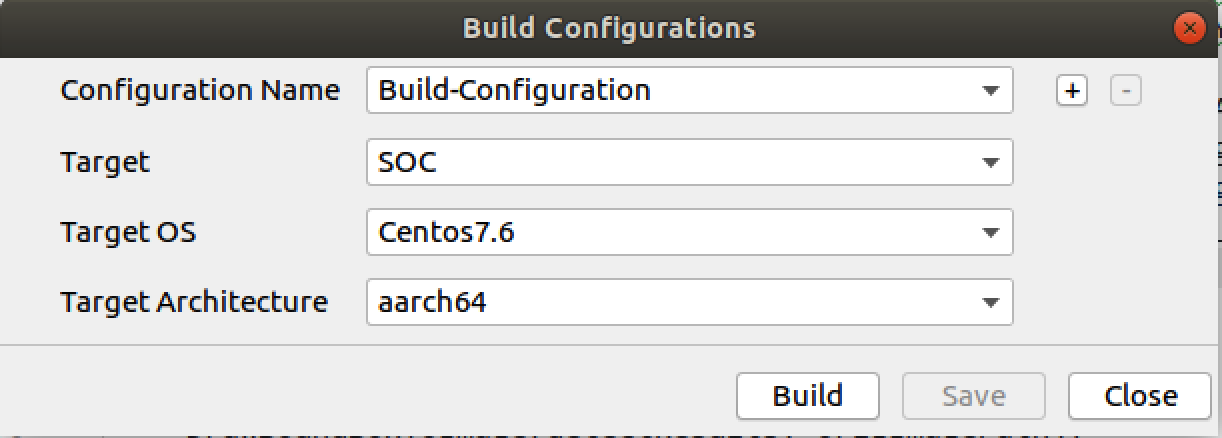 Build Configurations
Configuration Name Build-Configuration + -
Target SOC
Target OS Centos7.6
Target Architecture aarch64
Build Save Close